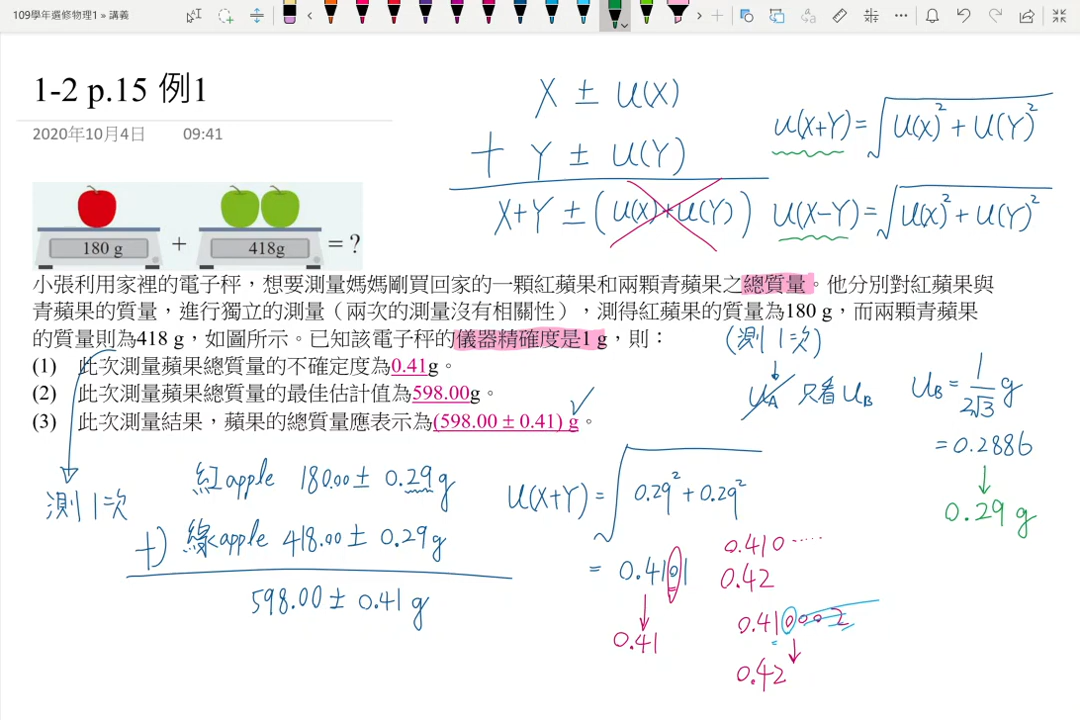 109學年選修物理1 » 講義
1-2 p.15 例1
2020年10月4日 09:41
180 g + 418g = ?
X ± U(X)
+ Y ± U(Y)
X+Y ± (U(X)+U(Y))
U(X+Y)=√U(X)²+U(Y)²
U(X−Y)=√U(X)²+U(Y)²
小張利用家裡的電子秤，想要測量媽媽剛買回家的一顆紅蘋果和兩顆青蘋果之總質量。他分別對紅蘋果與
青蘋果的質量，進行獨立的測量（兩次的測量沒有相關性），測得紅蘋果的質量為180 g，而兩顆青蘋果
的質量則為418 g，如圖所示。已知該電子秤的儀器精確度是1 g，則：
(測1次)
(1) 此次測量蘋果總質量的不確定度為0.41g。
(2) 此次測量蘋果總質量的最佳估計值為598.00g。
(3) 此次測量結果，蘋果的總質量應表示為(598.00 ± 0.41) g。
UA 只看 UB
UB = 1/2√3 g
= 0.2886
0.29 g
測1次
紅apple 180.00 ± 0.29 g
+) 綠apple 418.00 ± 0.29 g
598.00 ± 0.41 g
U(X+Y) = √0.29²+0.29²
= 0.4101
0.41
0.410.....
0.42
0.410002
0.42